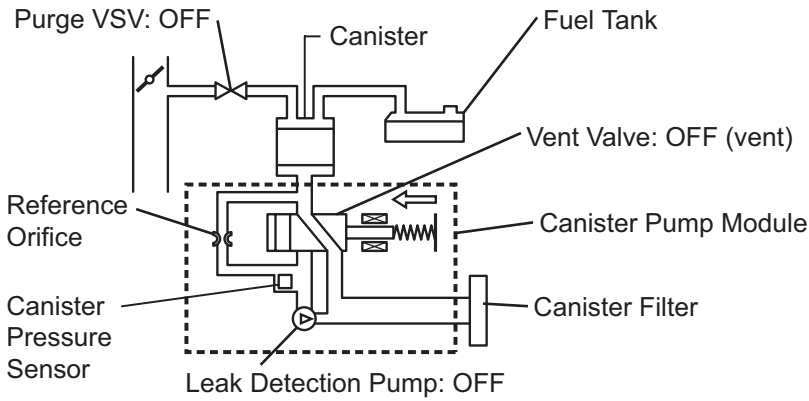 Purge VSV: OFF
Canister
Fuel Tank
Vent Valve: OFF (vent)
Reference
Orifice
Canister Pump Module
Canister
Pressure
Sensor
Canister Filter
Leak Detection Pump: OFF